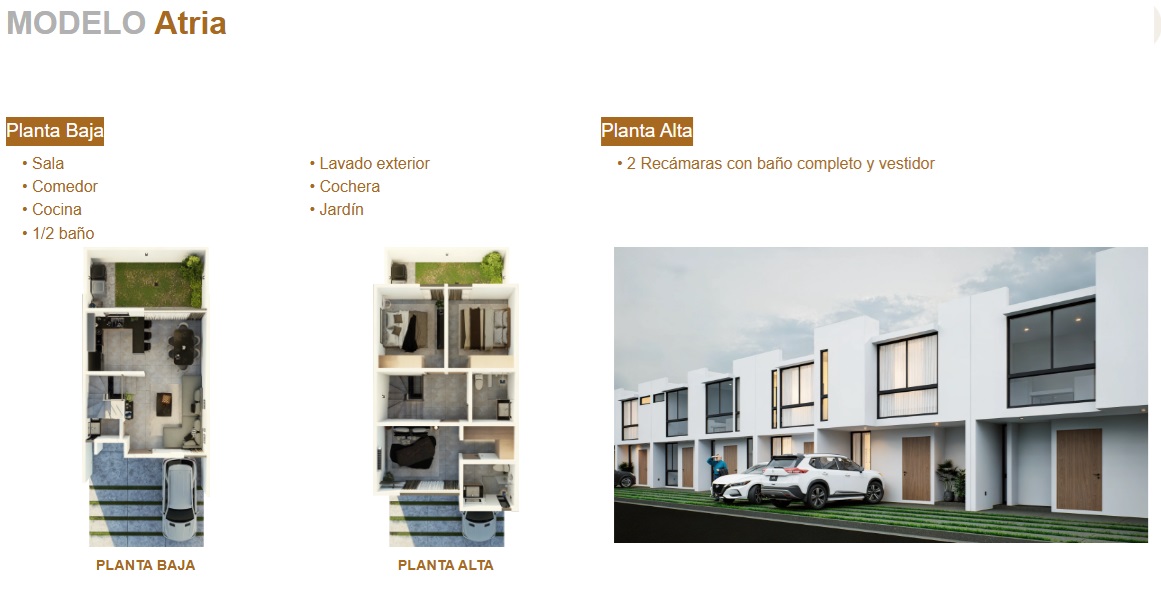 MODELO Atria
Planta Baja
• Sala
• Comedor
• Cocina
• 1/2 baño
• Lavado exterior
• Cochera
• Jardín
Planta Alta
• 2 Recámaras con baño completo y vestidor
PLANTA BAJA
PLANTA ALTA